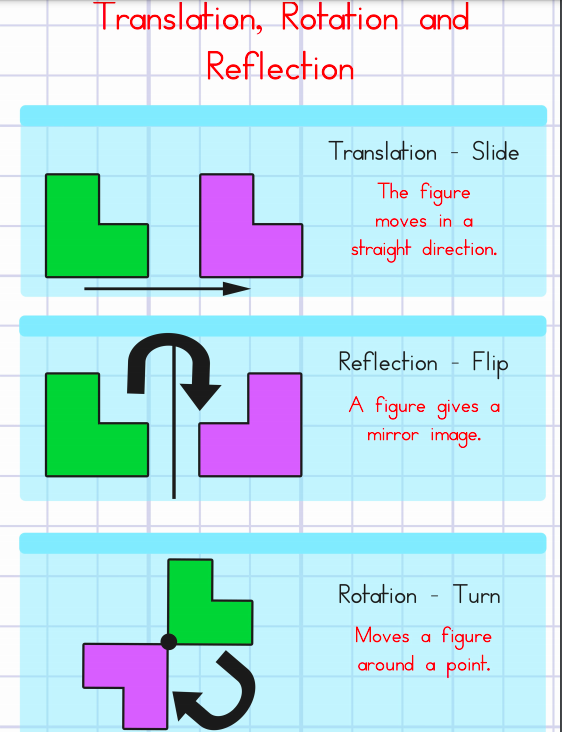 Translation, Rotation and
Reflection
Translation - Slide
The figure
moves in a
straight direction.
Reflection - Flip
A figure gives a
mirror image.
Rotation - Turn
Moves a figure
around a point.